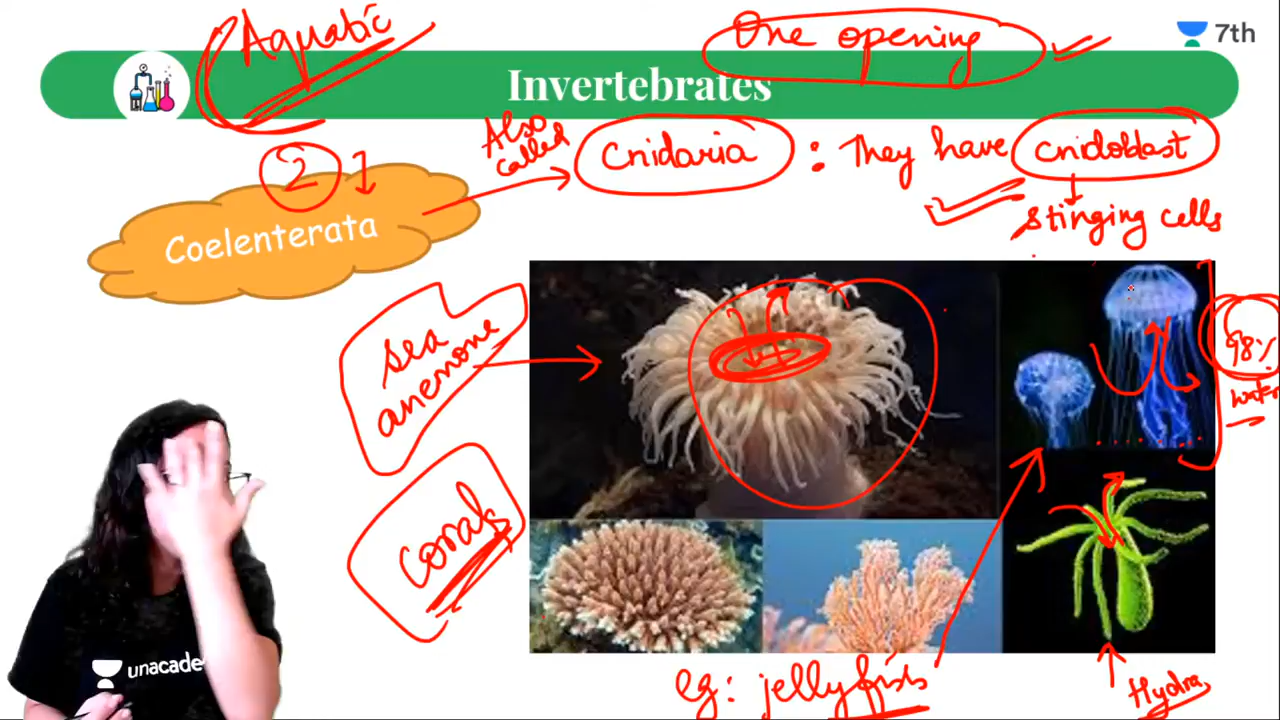 Aquatic
One opening
7th
Invertebrates
Also called
Cnidaria : They have cnidoblast
2
Stinging cells
Coelenterata
sea
anemone
98%
water
corals
eg: jellyfish
Hydra
unacade